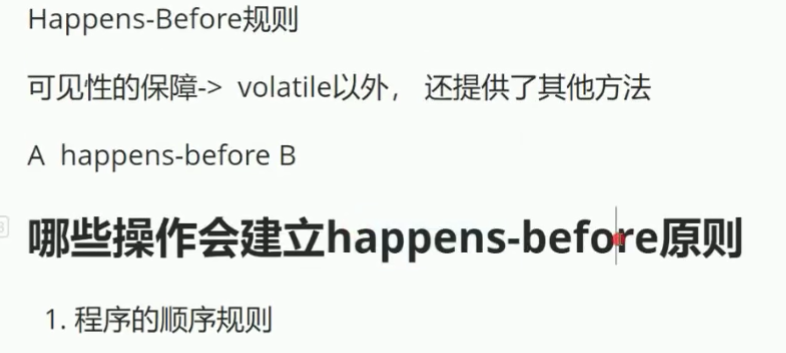 Happens-Before规则
可见性的保障-> volatile以外， 还提供了其他方法
A happens-before B
哪些操作会建立happens-before原则
1. 程序的顺序规则